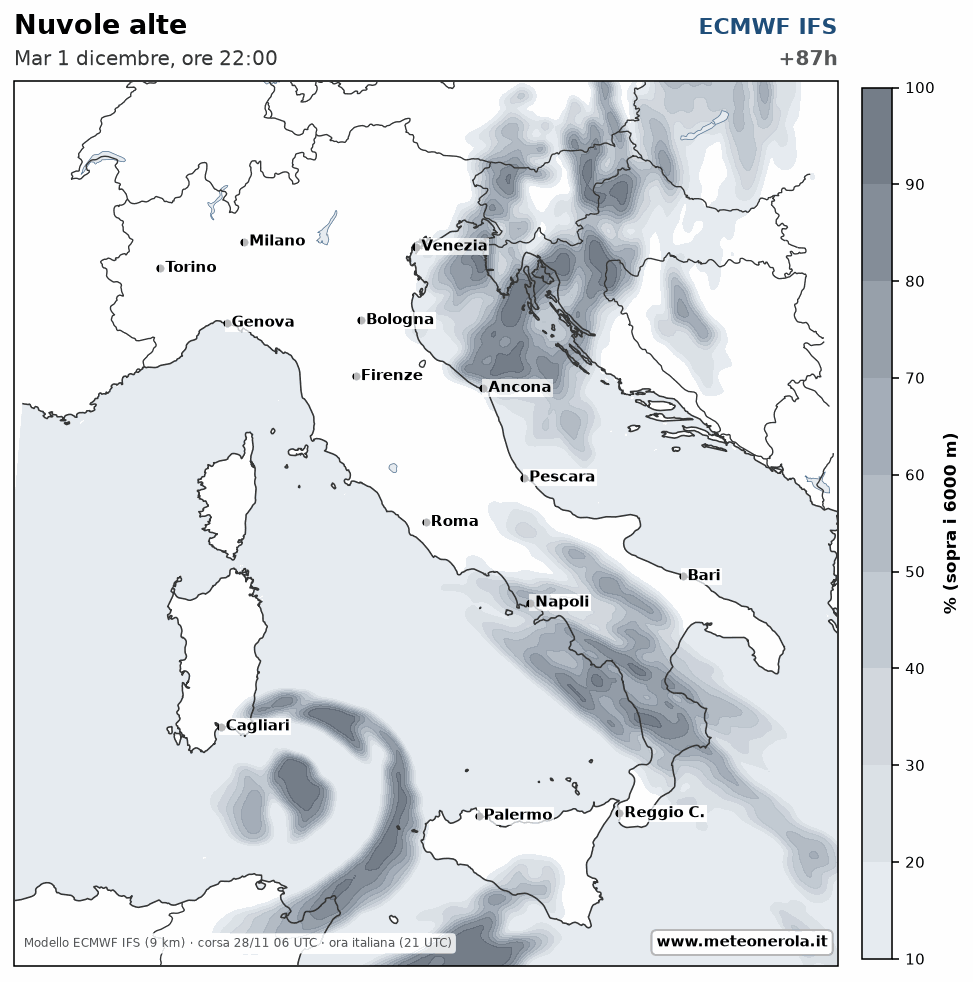 Nuvole alte
ECMWF IFS
Mar 1 dicembre, ore 22:00
+87h
Milano
Venezia
Torino
Genova
Bologna
Firenze
Ancona
Pescara
Roma
Bari
Napoli
Cagliari
Palermo
Reggio C.
Modello ECMWF IFS (9 km) · corsa 28/11 06 UTC · ora italiana (21 UTC)
www.meteonerola.it
100
90
80
70
60
50
40
30
20
10
% (sopra i 6000 m)